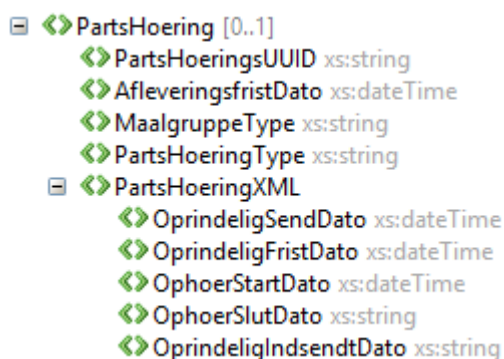 PartsHoering [0..1]
PartsHoeringsUUID xs:string
AfleveringsfristDato xs:dateTime
MaalgruppeType xs:string
PartsHoeringType xs:string
PartsHoeringXML
OprindeligSendDato xs:dateTime
OprindeligFristDato xs:dateTime
OphoerStartDato xs:dateTime
OphoerSlutDato xs:string
OprindeligIndsendtDato xs:string